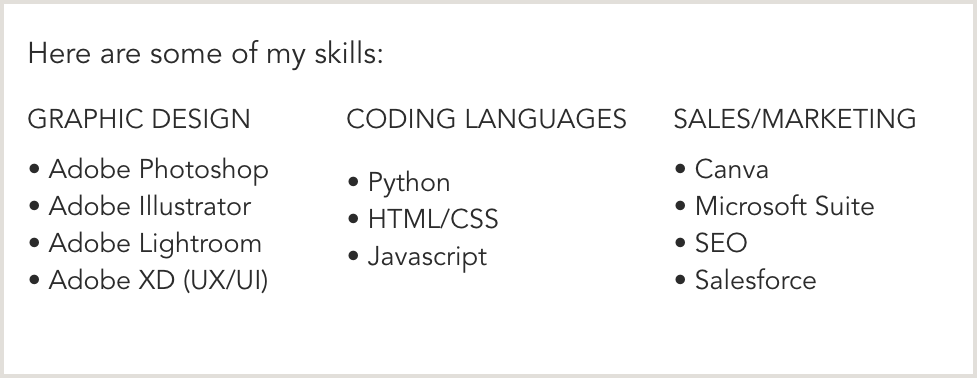 Here are some of my skills:
GRAPHIC DESIGN
• Adobe Photoshop
• Adobe Illustrator
• Adobe Lightroom
• Adobe XD (UX/UI)
CODING LANGUAGES
• Python
• HTML/CSS
• Javascript
SALES/MARKETING
• Canva
• Microsoft Suite
• SEO
• Salesforce